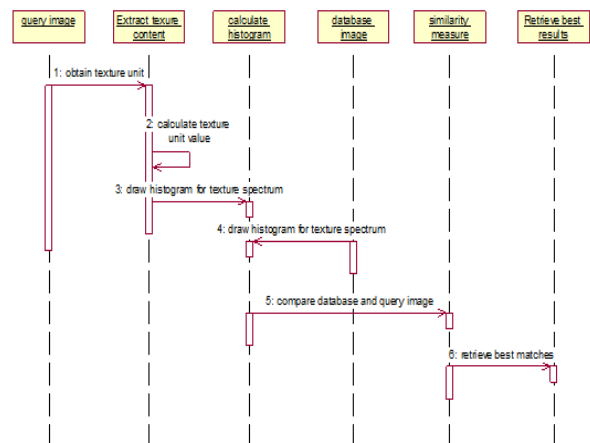 query image
Extract texure
content
calculate
histogram
database
image
similarity
measure
Retrieve best
results
1: obtain texture unit
2: calculate texture
unit value
3: draw histogram for texture spectrum
4: draw histogram for texture spectrum
5: compare database and query image
6: retrieve best matches